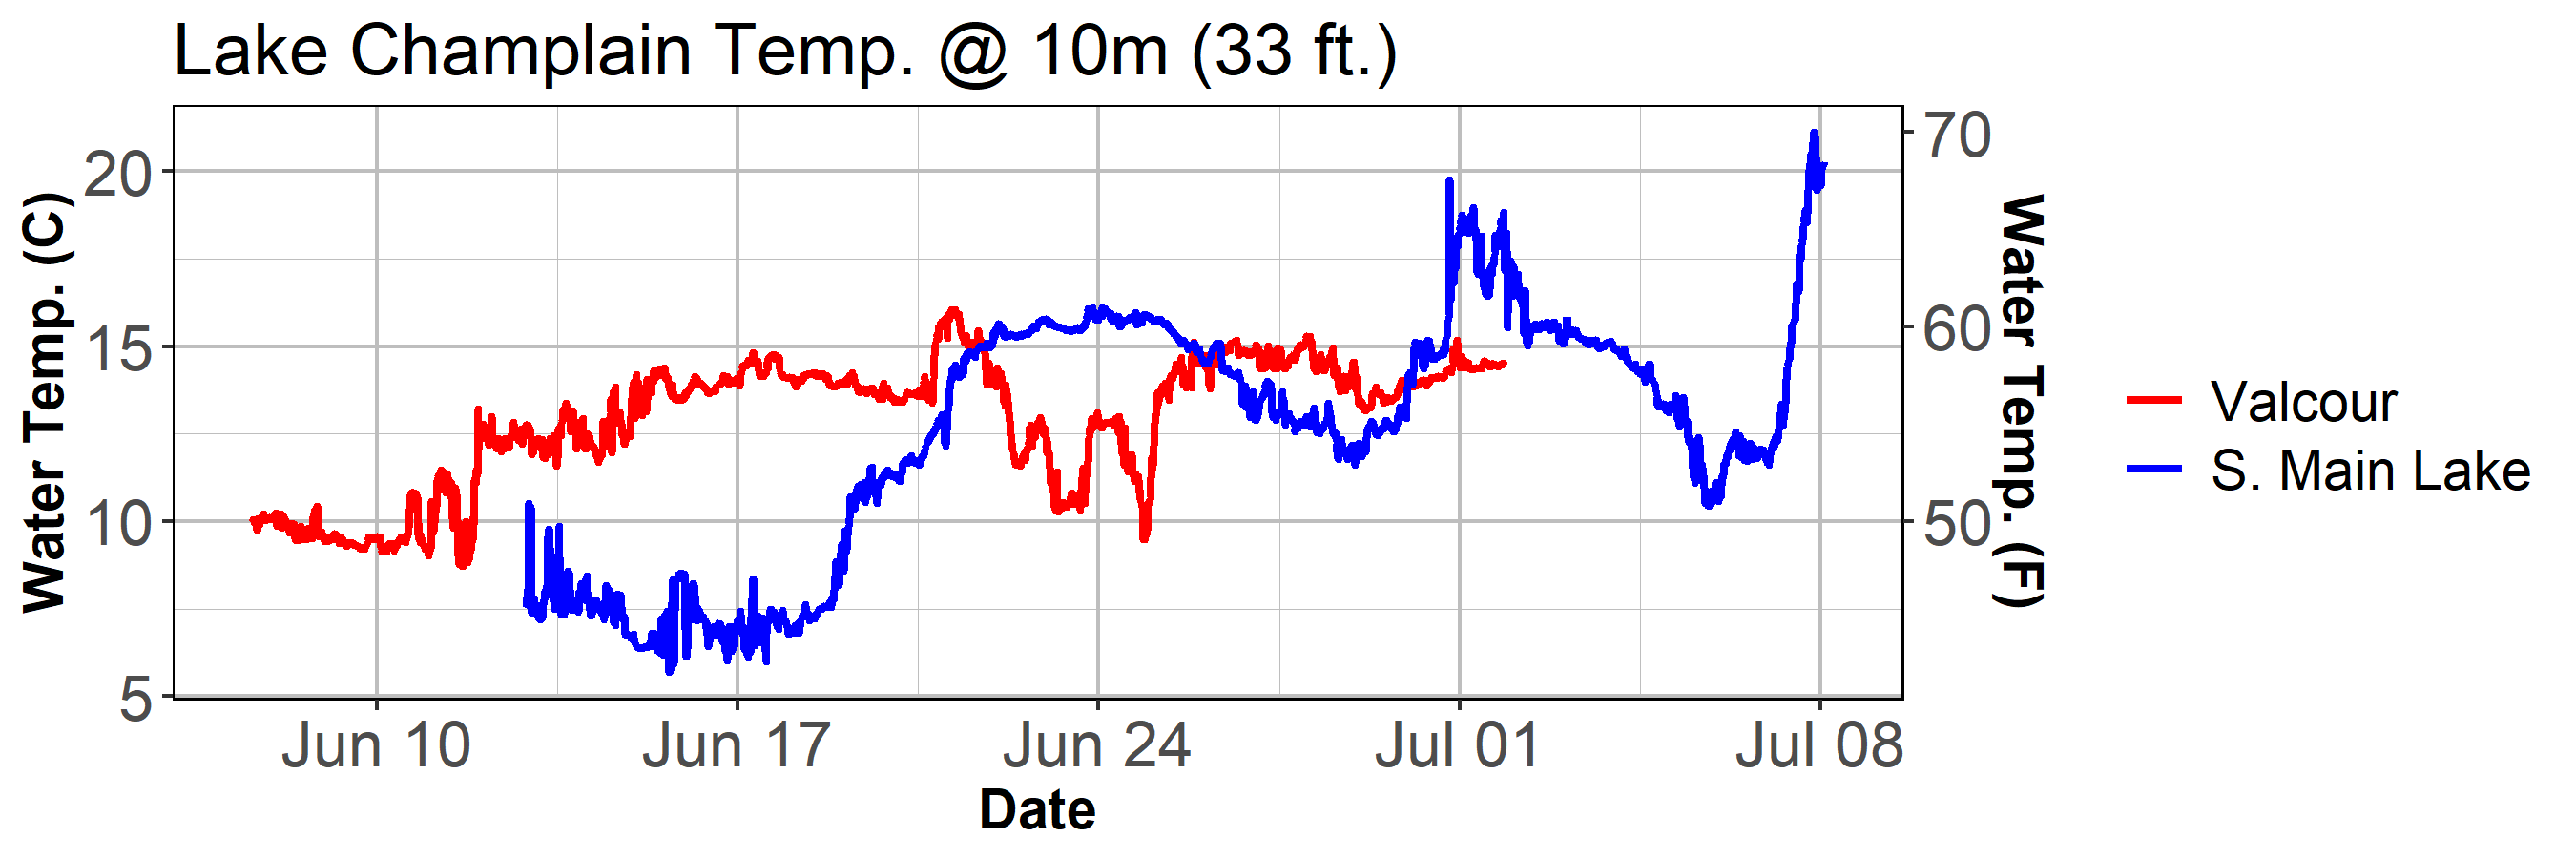 Lake Champlain Temp. @ 10m (33 ft.)
Water Temp. (C)
20
15
10
5
70
60
50
Water Temp. (F)
Jun 10
Jun 17
Jun 24
Jul 01
Jul 08
Date
Valcour
S. Main Lake